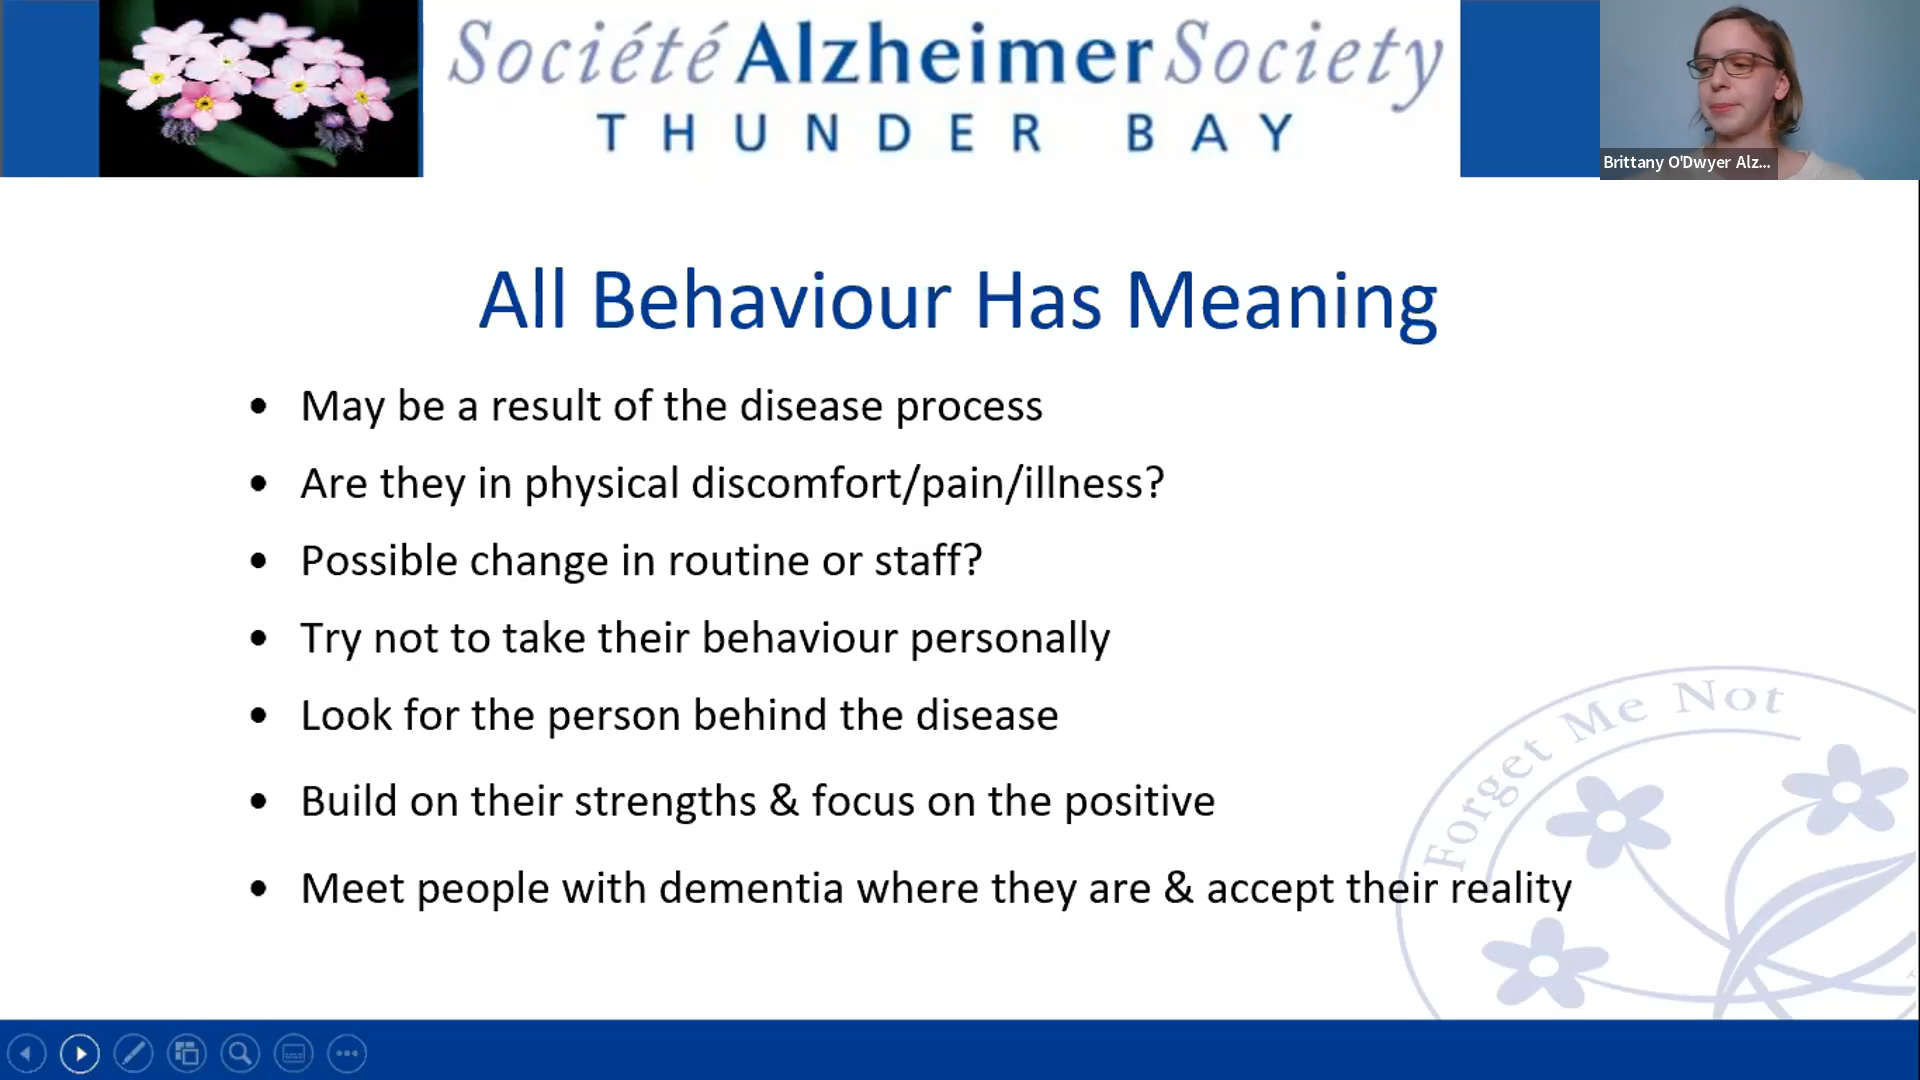 Société Alzheimer Society
THUNDER BAY
Brittany O'Dwyer Alz...
All Behaviour Has Meaning
• May be a result of the disease process
• Are they in physical discomfort/pain/illness?
• Possible change in routine or staff?
• Try not to take their behaviour personally
• Look for the person behind the disease
• Build on their strengths & focus on the positive
• Meet people with dementia where they are & accept their reality
Forget Me Not